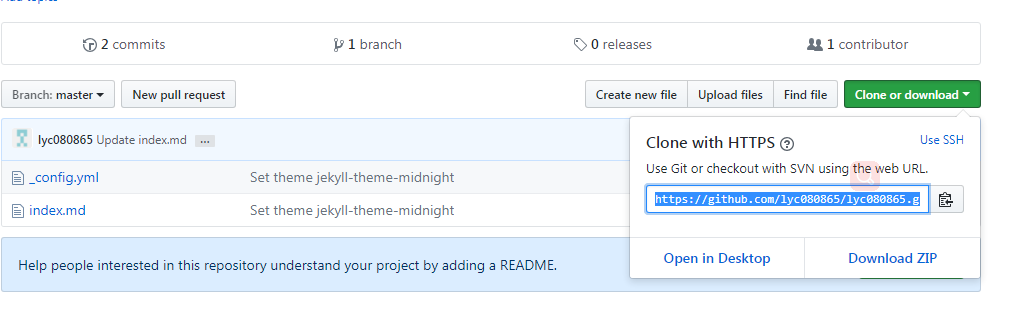 Add topics
2 commits
1 branch
0 releases
1 contributor
Branch: master
New pull request
Create new file
Upload files
Find file
Clone or download
lyc080865 Update index.md ...
_config.yml
Set theme jekyll-theme-midnight
index.md
Set theme jekyll-theme-midnight
Clone with HTTPS
Use SSH
Use Git or checkout with SVN using the web URL.
https://github.com/lyc080865/lyc080865.g
Open in Desktop
Download ZIP
Help people interested in this repository understand your project by adding a README.